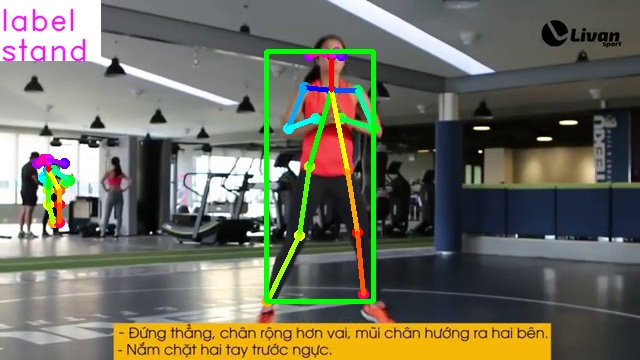 label
stand
Livan
sport
- Đứng thẳng, chân rộng hơn vai, mũi chân hướng ra hai bên.
- Nắm chặt hai tay trước ngực.